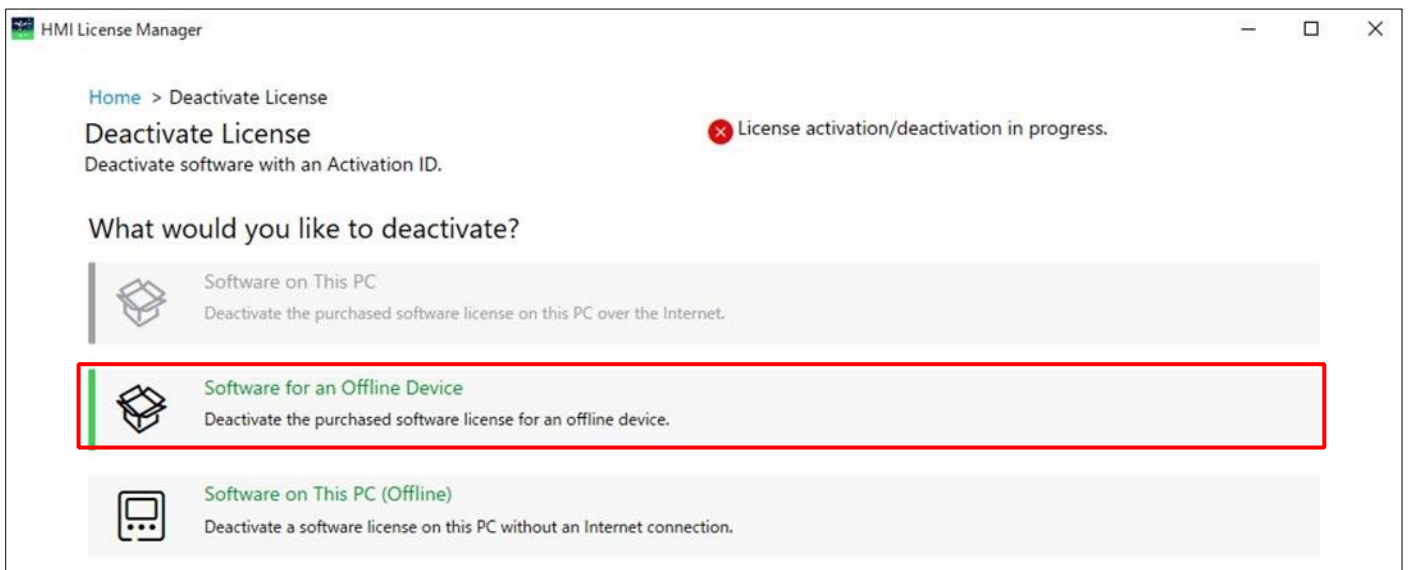 HMI License Manager
Home > Deactivate License
Deactivate License
License activation/deactivation in progress.
Deactivate software with an Activation ID.
What would you like to deactivate?
Software on This PC
Deactivate the purchased software license on this PC over the Internet.
Software for an Offline Device
Deactivate the purchased software license for an offline device.
Software on This PC (Offline)
Deactivate a software license on this PC without an Internet connection.